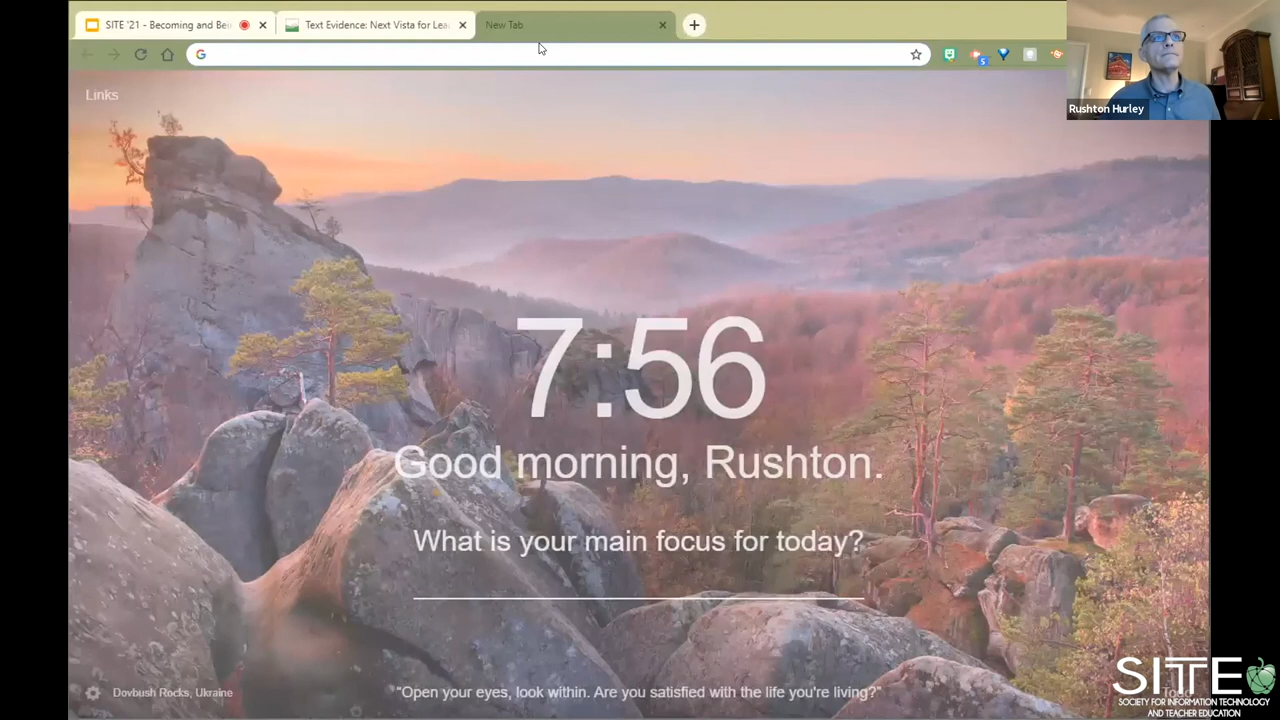 SITE '21 - Becoming and Be
Text Evidence: Next Vista for Lea
New Tab
G
5
Links
Rushton Hurley
7:56
Good morning, Rushton.
What is your main focus for today?
Dovbush Rocks, Ukraine
“Open your eyes, look within. Are you satisfied with the life you're living?”
SITE
SOCIETY FOR INFORMATION TECHNOLOGY
AND TEACHER EDUCATION